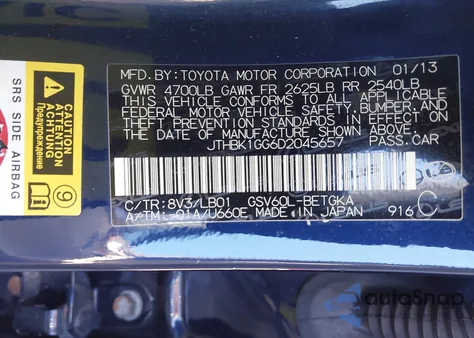 MFD.BY:TOYOTA MOTOR CORPORATION 01/13
GVWR 4700LB GAWR FR 2625LB RR 2540LB
THIS VEHICLE CONFORMS TO ALL APPLICABLE
FEDERAL MOTOR VEHICLE SAFETY,BUMPER,AND
THEFT PREVENTION STANDARDS IN EFFECT ON
THE DATE OF MANUFACTURE SHOWN ABOVE.
JTHBK1GG6D2045657 PASS.CAR
C/TR:8V3/LB01 GSV60L-BETGKA
A/TM:-01A/U660E MADE IN JAPAN 916C
CAUTION
ATTENTION
Предупреждение
SRS SIDE AIRBAG
9
autoSnap